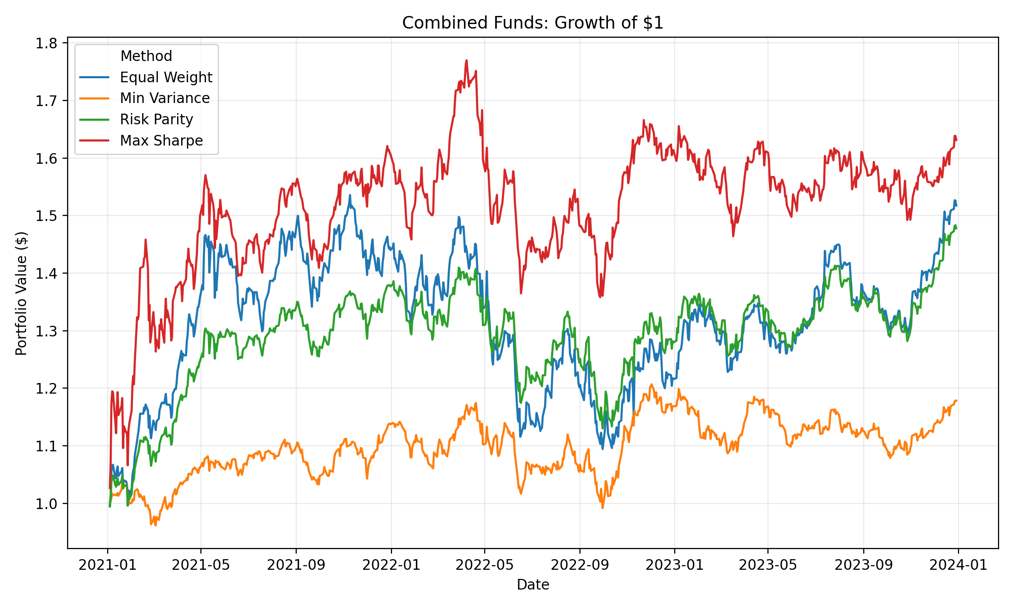 Combined Funds: Growth of $1
Portfolio Value ($)
1.8
1.7
1.6
1.5
1.4
1.3
1.2
1.1
1.0
Method
Equal Weight
Min Variance
Risk Parity
Max Sharpe
2021-01
2021-05
2021-09
2022-01
2022-05
2022-09
2023-01
2023-05
2023-09
2024-01
Date